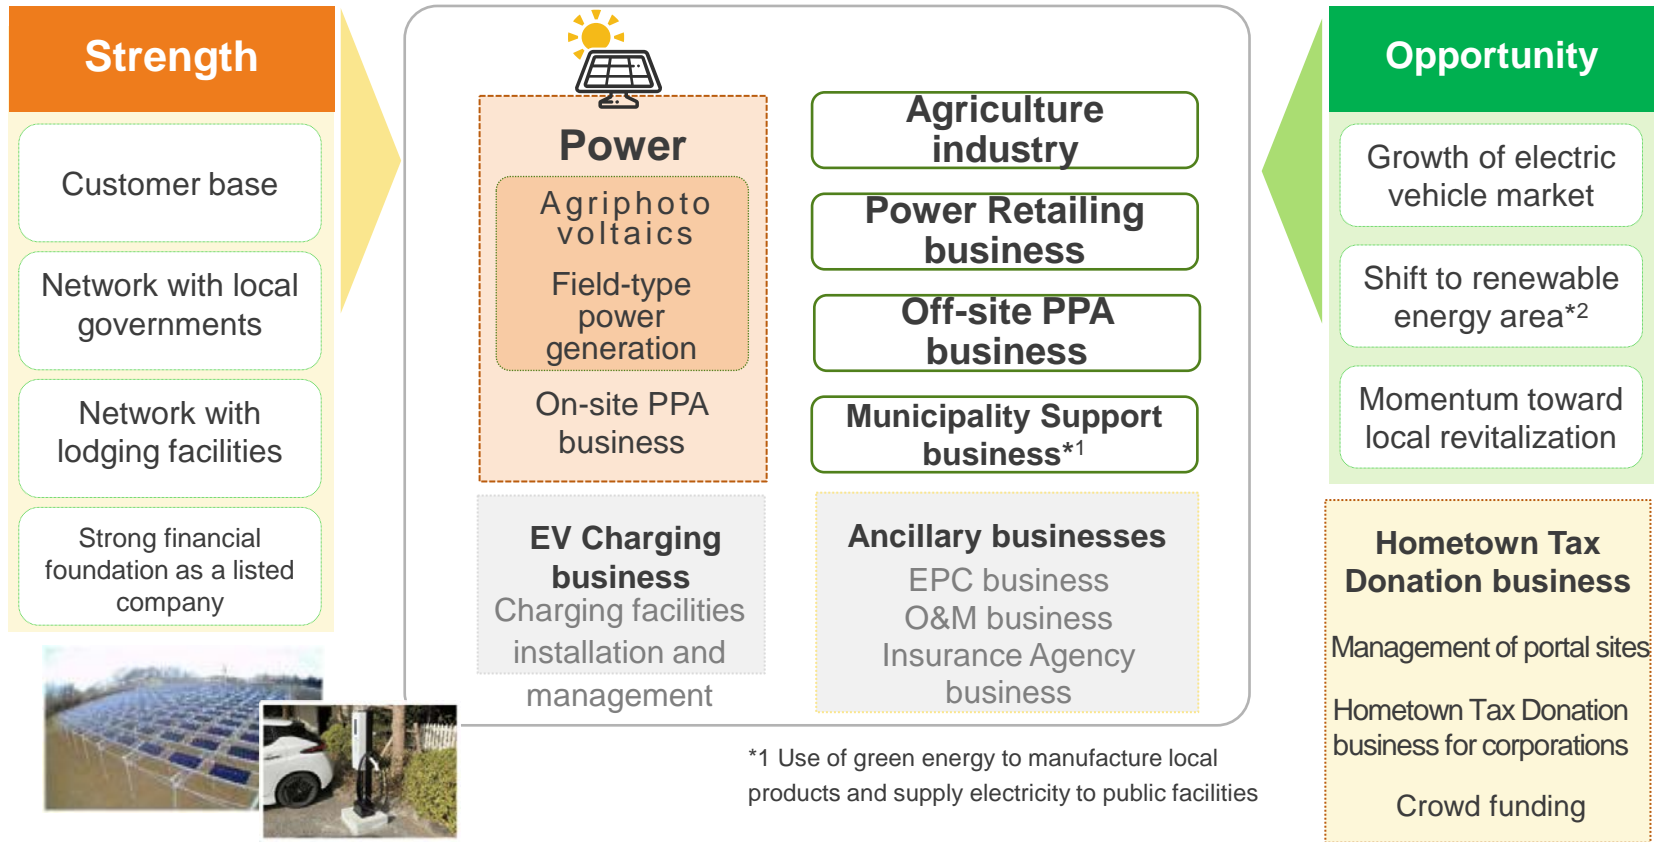 Strength
Customer base
Network with local
governments
Network with
lodging facilities
Strong financial
foundation as a listed
company
Power
Agriphoto
voltaics
Field-type
power
generation
On-site PPA
business
EV Charging
business
Charging facilities
installation and
management
Agriculture
industry
Power Retailing
business
Off-site PPA
business
Municipality Support
business*1
Ancillary businesses
EPC business
O&M business
Insurance Agency
business
*1 Use of green energy to manufacture local
products and supply electricity to public facilities
Opportunity
Growth of electric
vehicle market
Shift to renewable
energy area*2
Momentum toward
local revitalization
Hometown Tax
Donation business
Management of portal sites
Hometown Tax Donation
business for corporations
Crowd funding